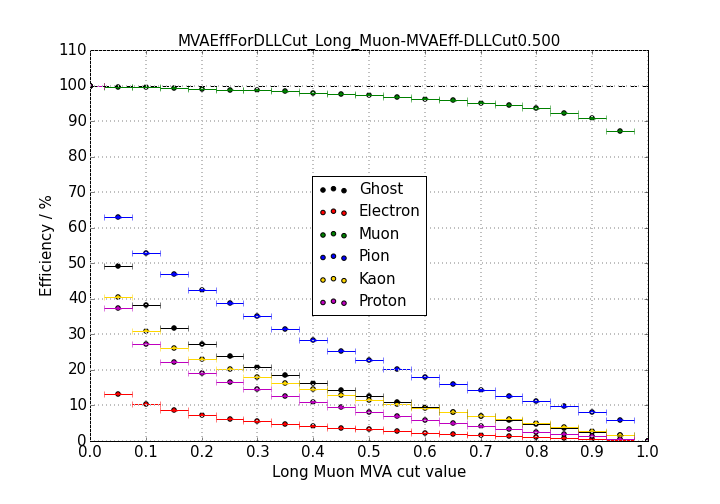 MVAEffForDLLCut_Long_Muon-MVAEff-DLLCut0.500
110
100
90
80
70
60
50
40
30
20
10
0
Efficiency / %
Ghost
Electron
Muon
Pion
Kaon
Proton
0.0 0.1 0.2 0.3 0.4 0.5 0.6 0.7 0.8 0.9 1.0
Long Muon MVA cut value